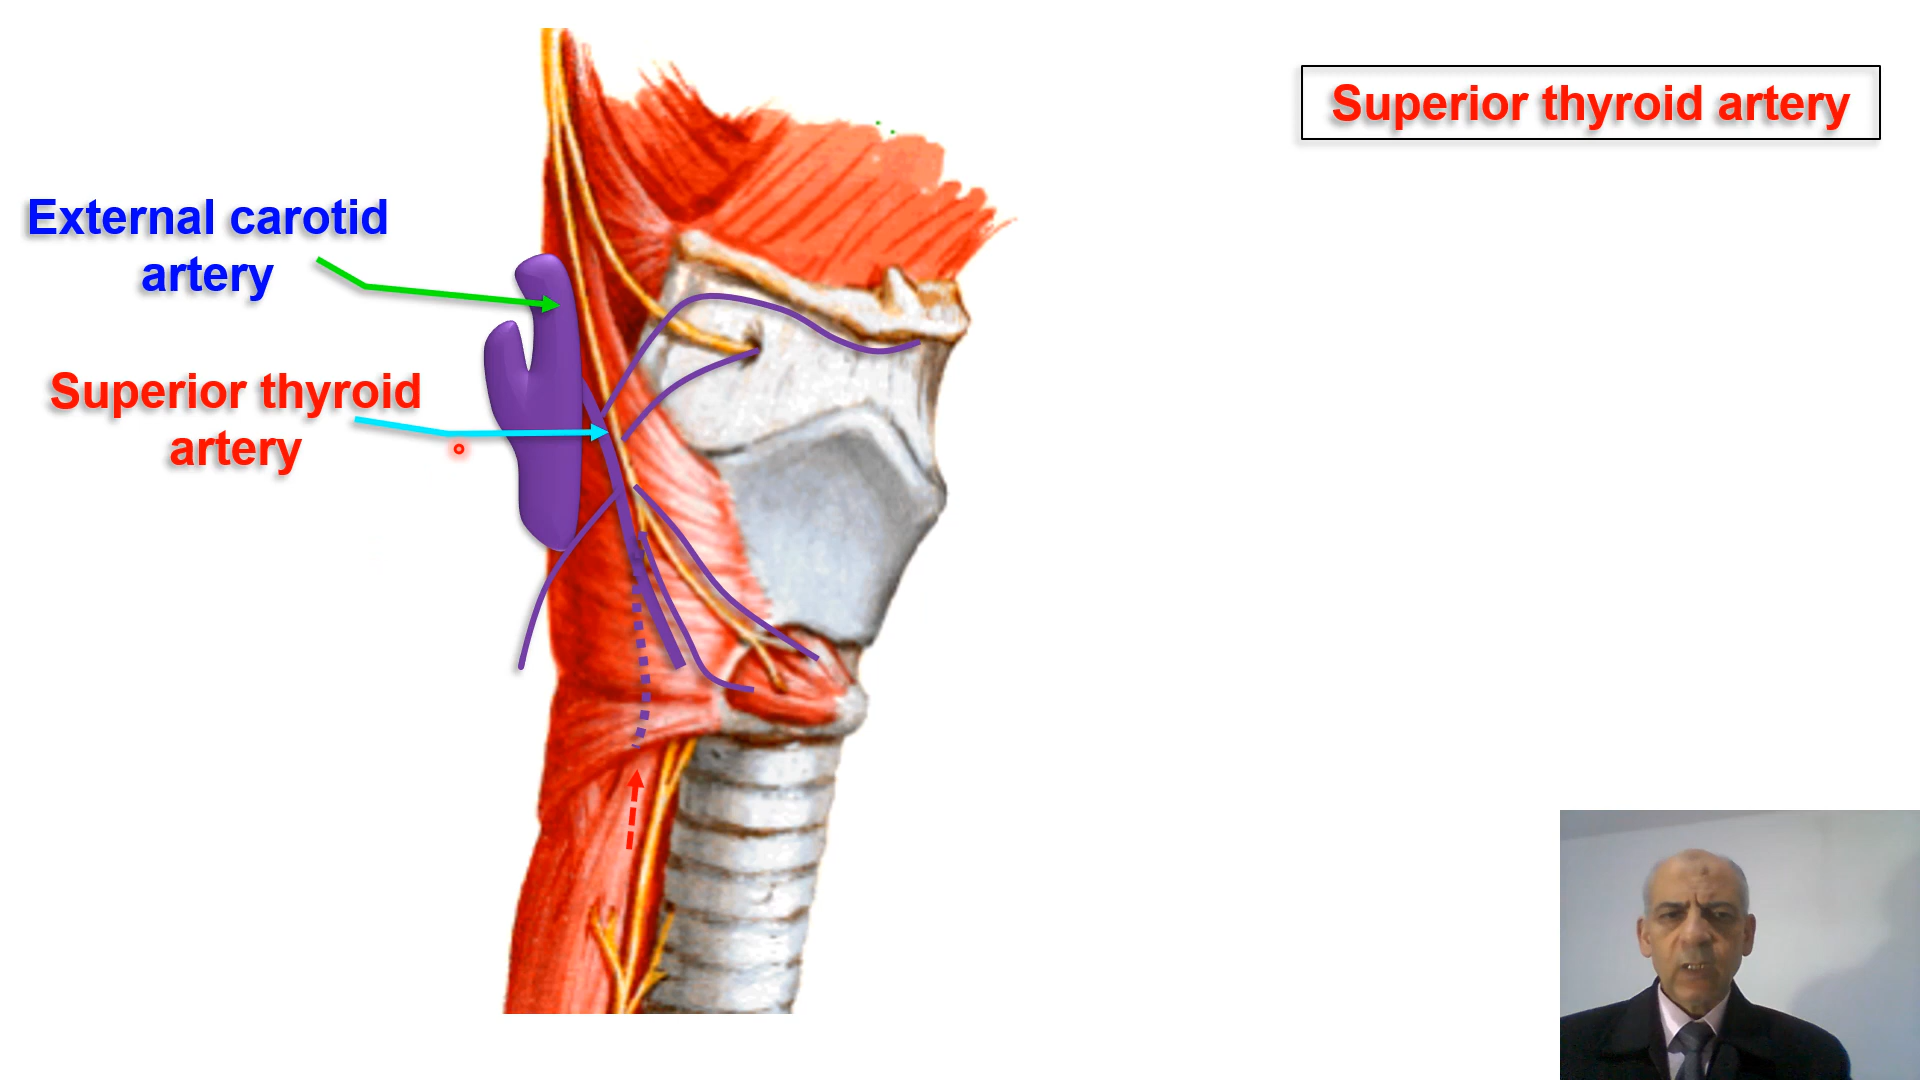 Superior thyroid artery
External carotid
artery
Superior thyroid
artery